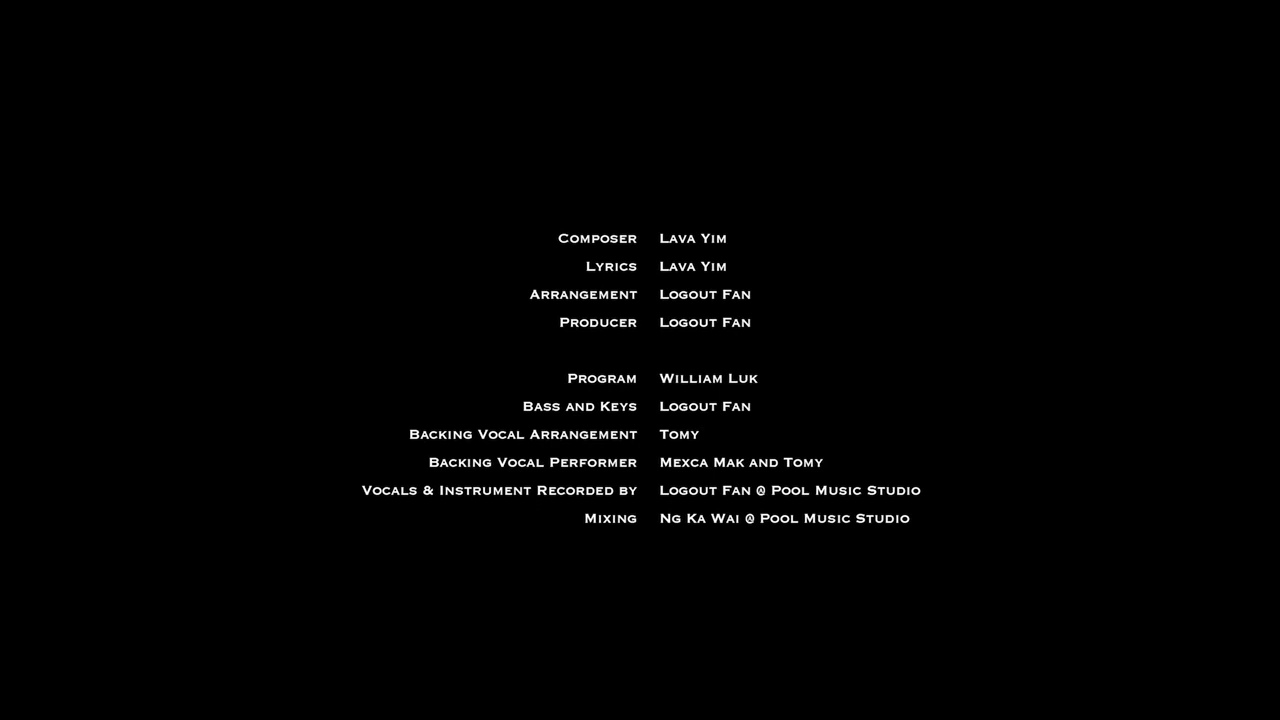 Composer Lava Yim
Lyrics Lava Yim
Arrangement Logout Fan
Producer Logout Fan
Program William Luk
Bass and Keys Logout Fan
Backing Vocal Arrangement Tomy
Backing Vocal Performer Mexca Mak and Tomy
Vocals & Instrument Recorded by Logout Fan @ Pool Music Studio
Mixing Ng Ka Wai @ Pool Music Studio